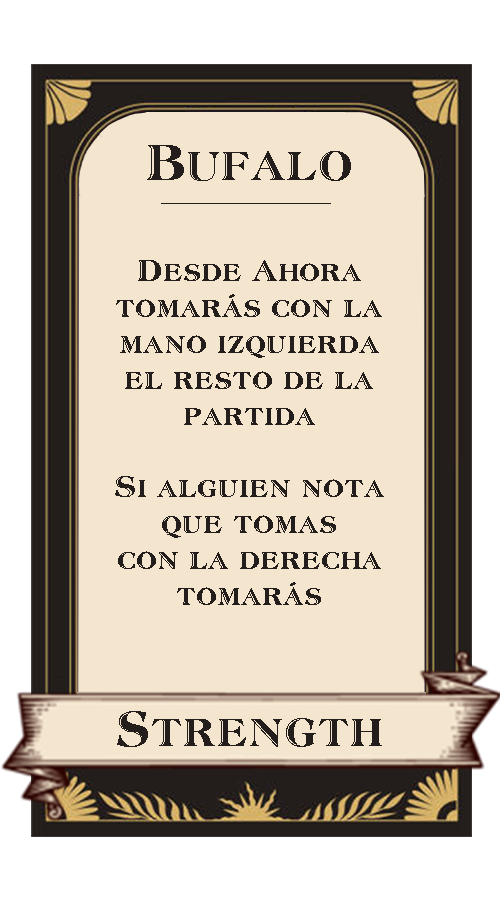 Bufalo
Desde Ahora
tomarás con la
mano izquierda
el resto de la
partida
Si alguien nota
que tomas
con la derecha
tomarás
Strength